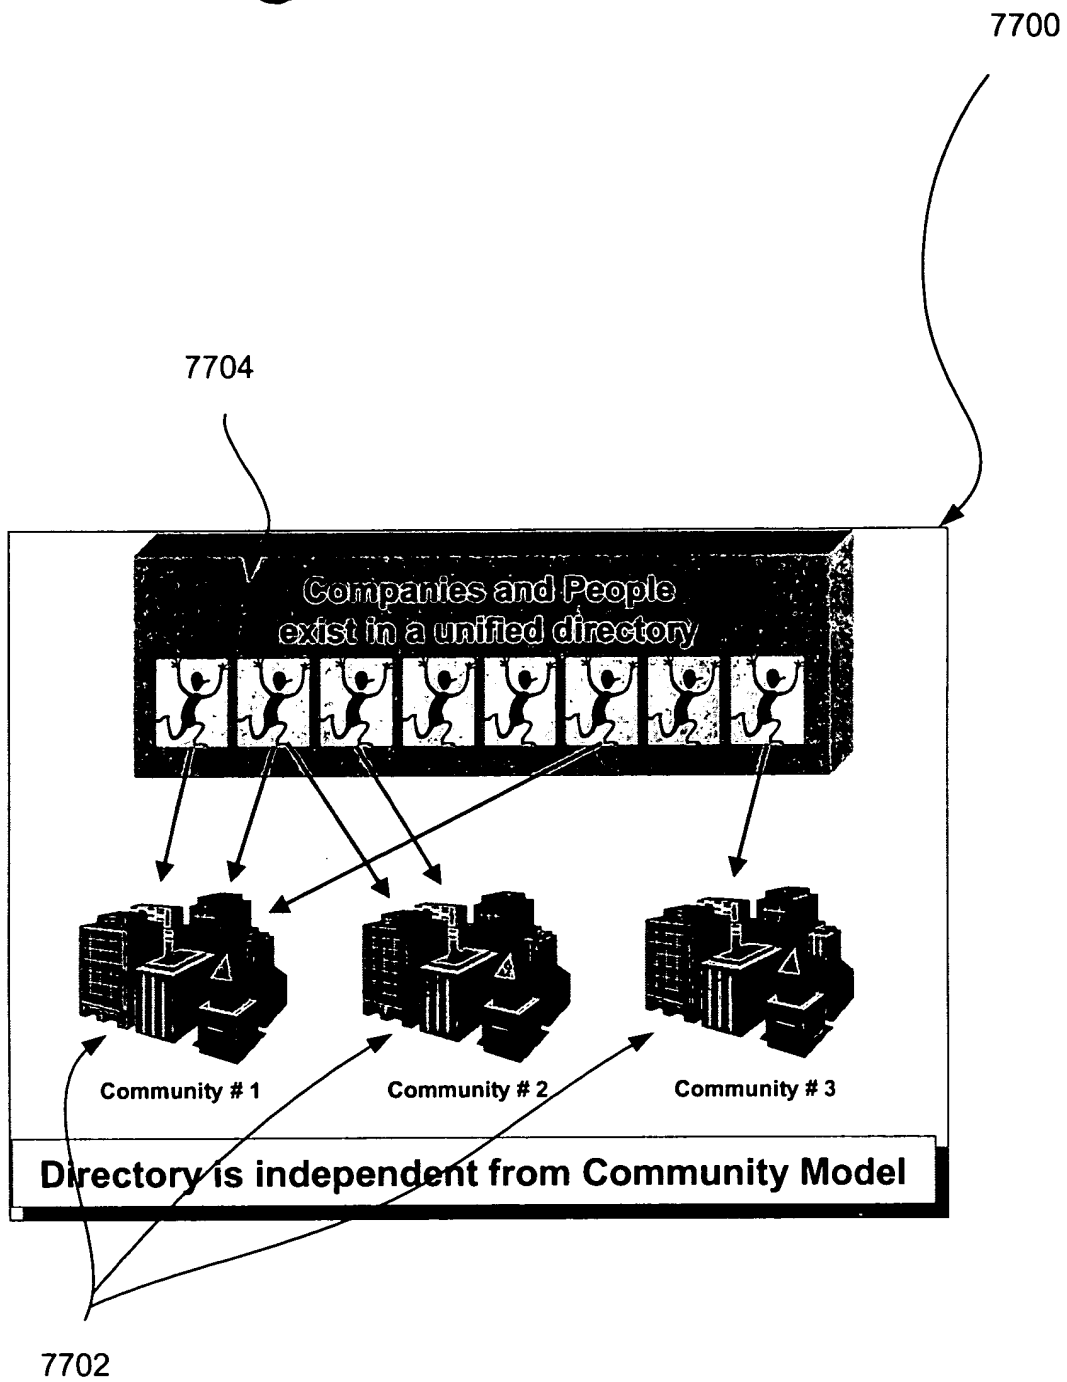 7700
7704
Companies and People
exist in a unified directory
Community # 1
Community # 2
Community # 3
Directory is independent from Community Model
7702